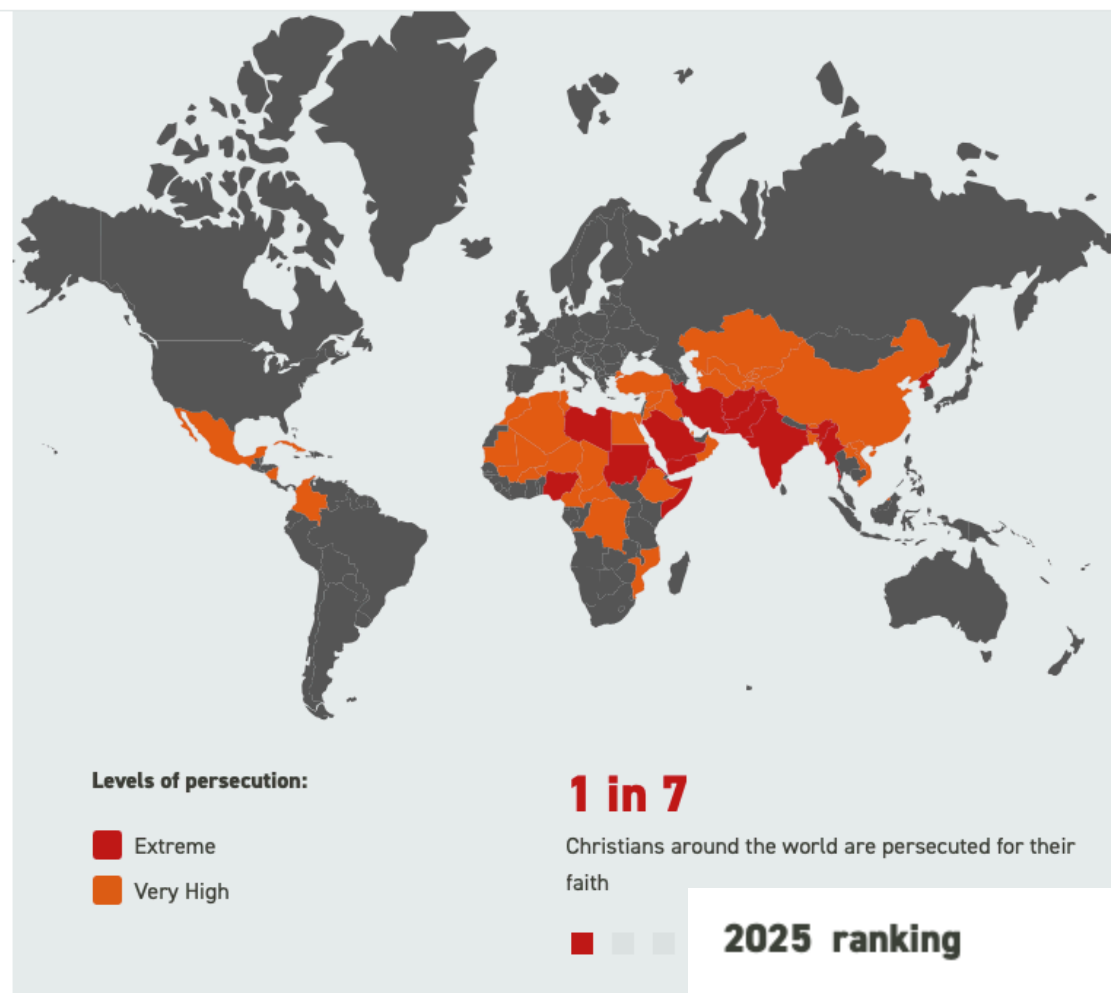 Levels of persecution:
Extreme
Very High
1 in 7
Christians around the world are persecuted for their
faith
2025 ranking